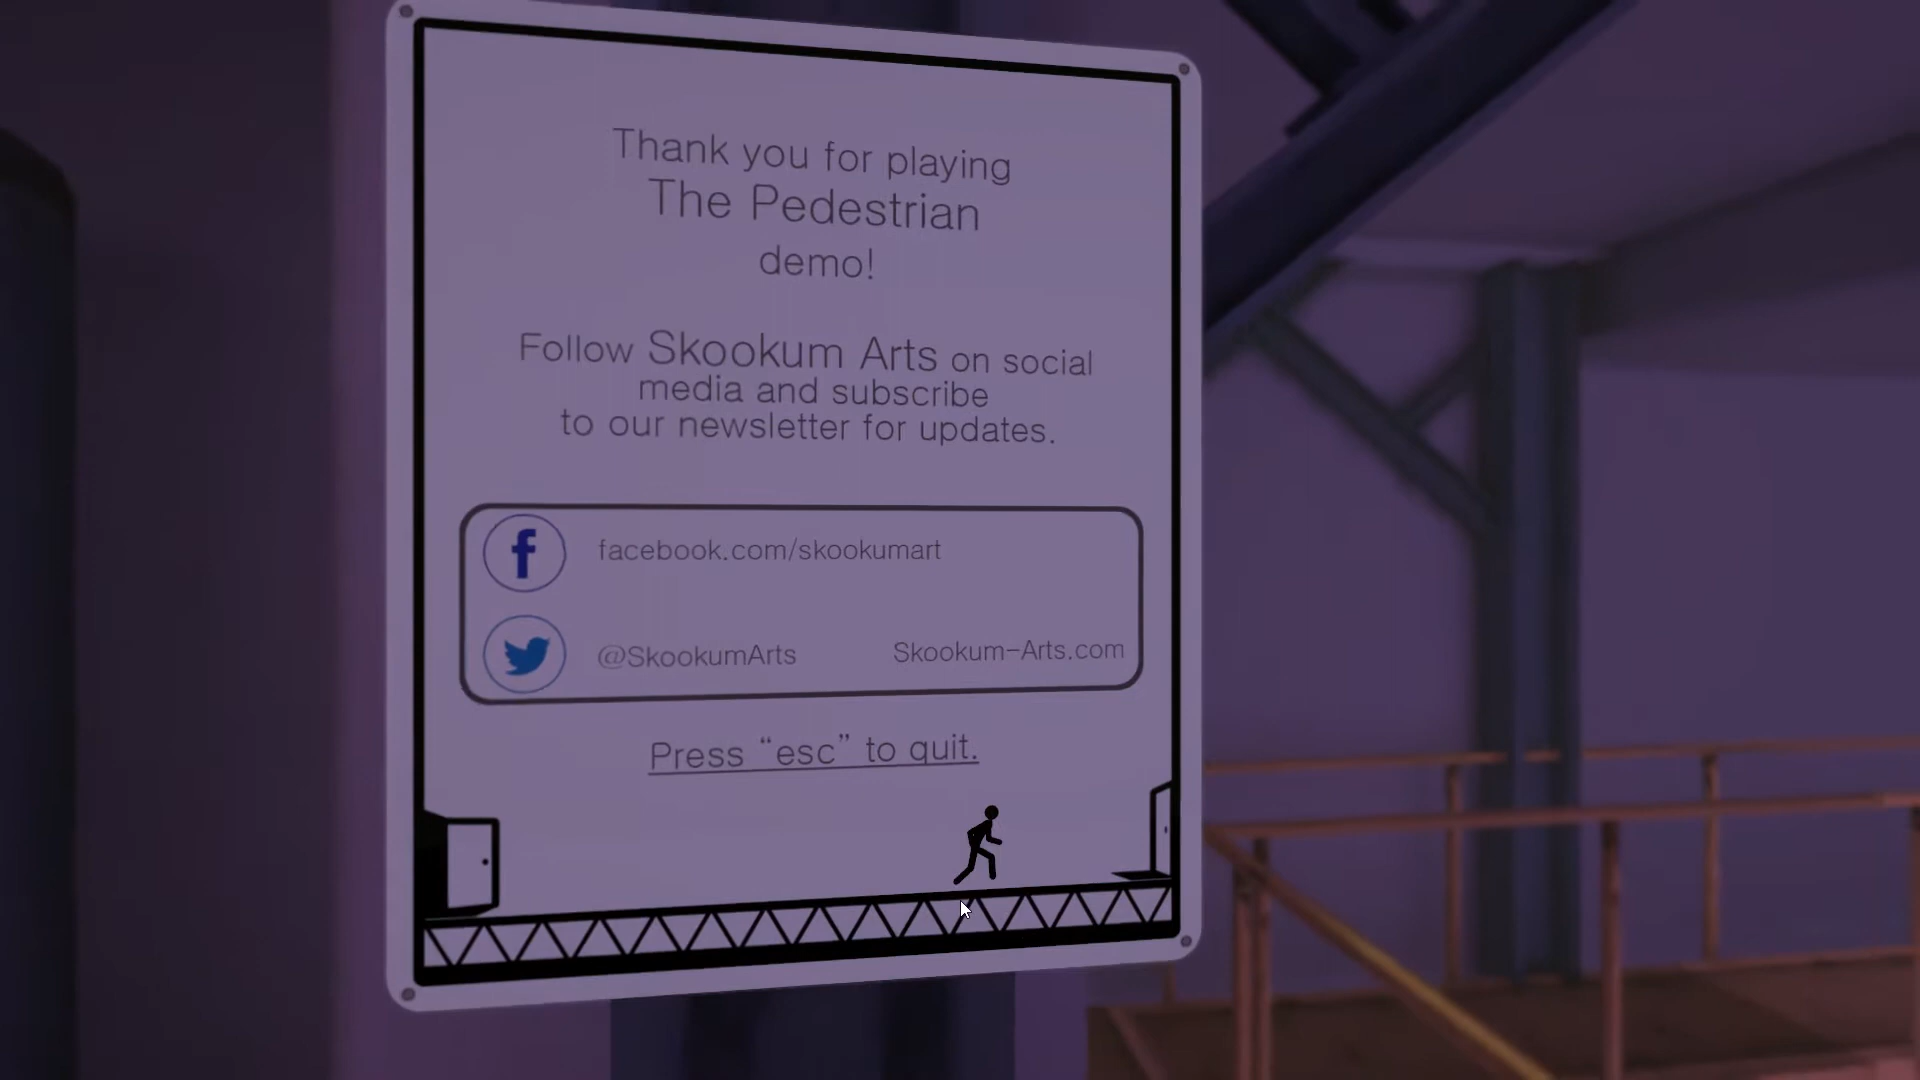 Thank you for playing
The Pedestrian
demo!
Follow Skookum Arts on social
media and subscribe
to our newsletter for updates.
facebook.com/skookumart
@SkookumArts
Skookum-Arts.com
Press “esc” to quit.